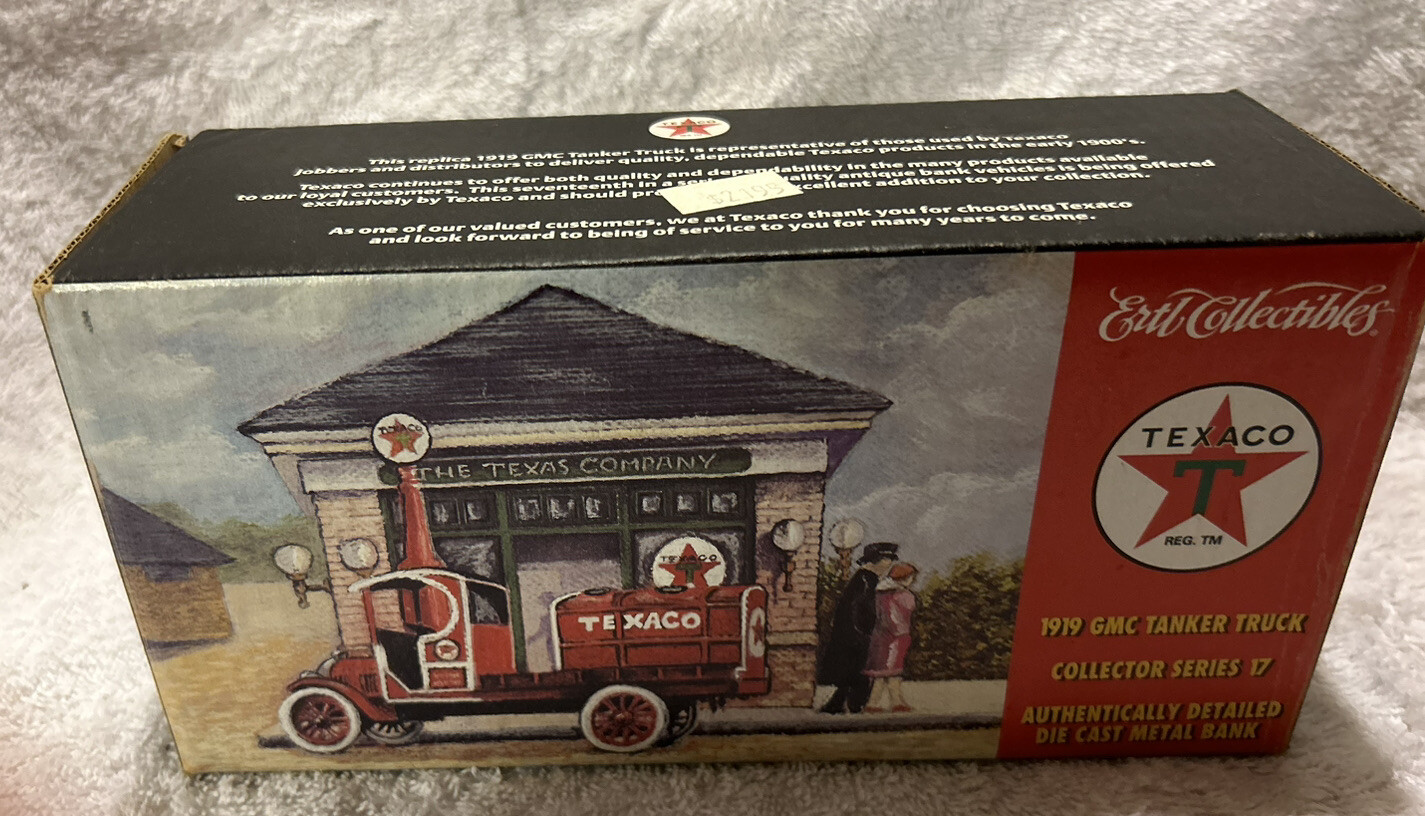 TEXACO
T
This replica 1919 GMC Tanker Truck is representative of those used by Texaco
jobbers and distributors to deliver quality, dependable Texaco products in the early 1900's.
Texaco continues to offer both quality and dependability in the many products available
to our loyal customers. This seventeenth in a quality antique bank vehicles is being offered
exclusively by Texaco and should excellent addition to your collection.
$21.95
As one of our valued customers, we at Texaco thank you for choosing Texaco
and look forward to being of service to you for many years to come.
Ertl Collectibles
TEXACO
T
REG. TM
1919 GMC TANKER TRUCK
COLLECTOR SERIES 17
AUTHENTICALLY DETAILED
DIE CAST METAL BANK
TEXACO
THE TEXAS COMPANY
TEXACO
TEXACO